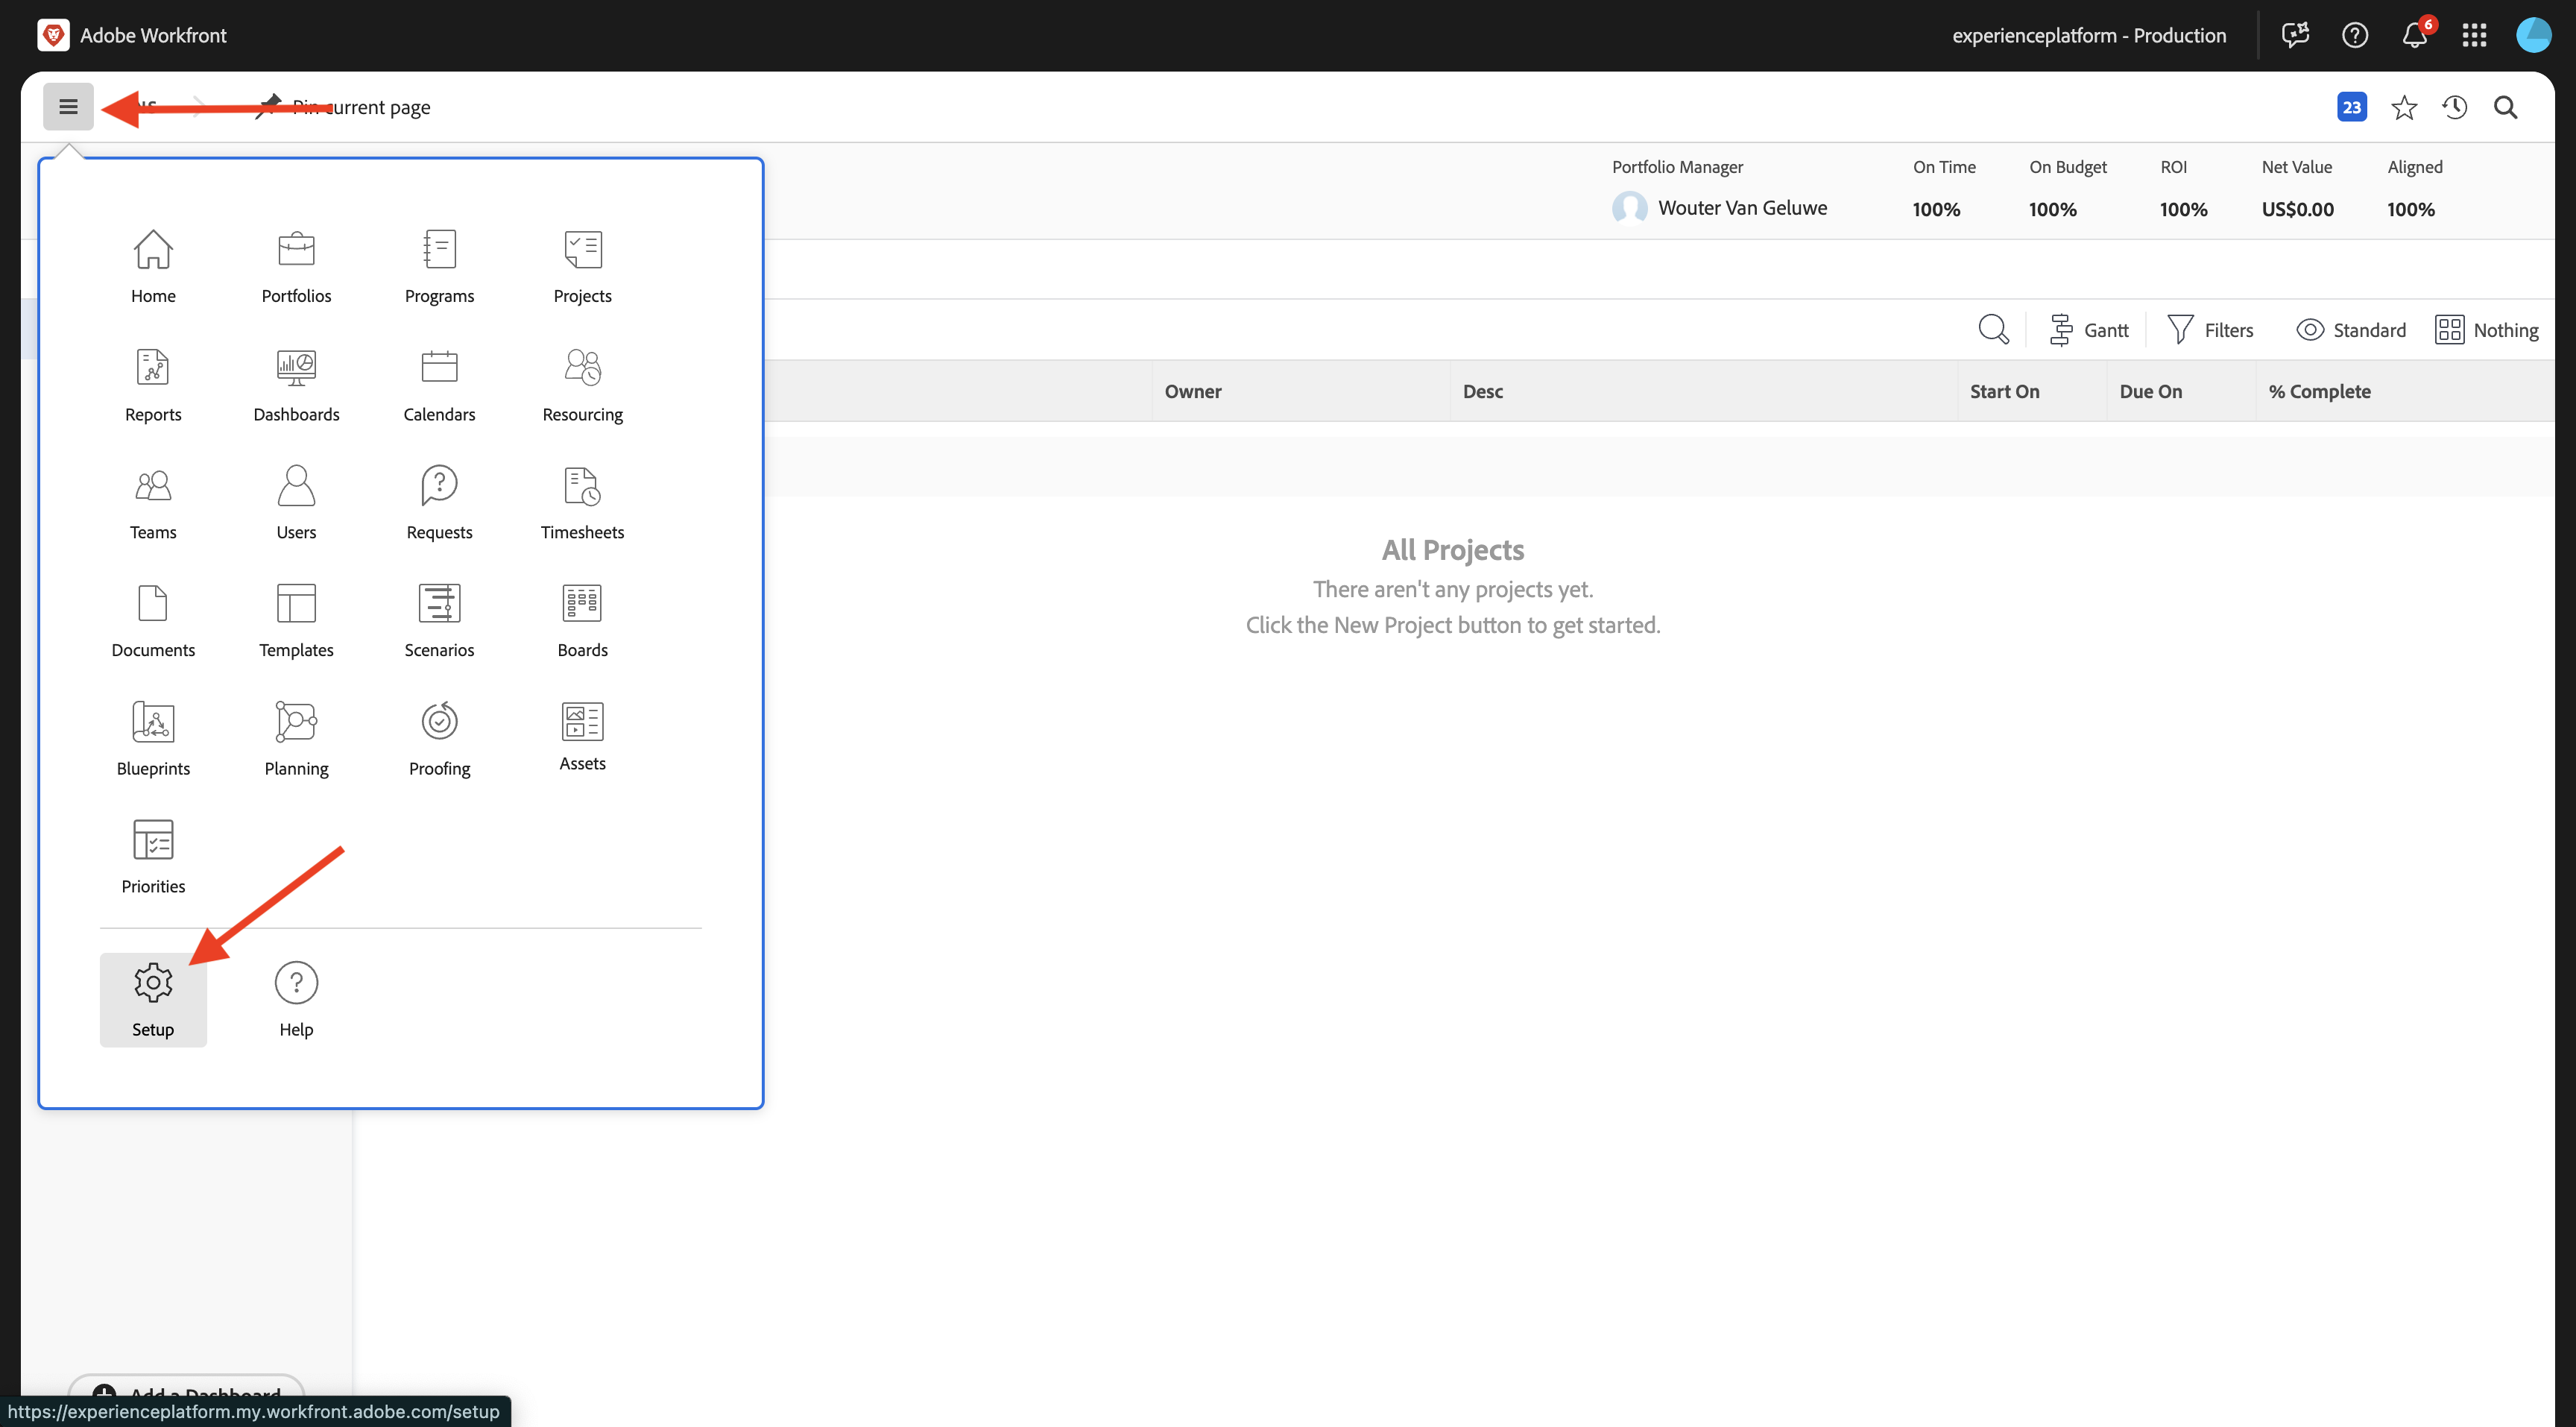 Adobe Workfront
experienceplatform - Production
6
Pin current page
23
Portfolio Manager
Wouter Van Geluwe
On Time
100%
On Budget
100%
ROI
100%
Net Value
US$0.00
Aligned
100%
Home
Portfolios
Programs
Projects
Reports
Dashboards
Calendars
Resourcing
Teams
Users
Requests
Timesheets
Documents
Templates
Scenarios
Boards
Blueprints
Planning
Proofing
Assets
Priorities
Setup
Help
Gantt
Filters
Standard
Nothing
Owner
Desc
Start On
Due On
% Complete
All Projects
There aren't any projects yet.
Click the New Project button to get started.
Add a Dashboard
https://experienceplatform.my.workfront.adobe.com/setup